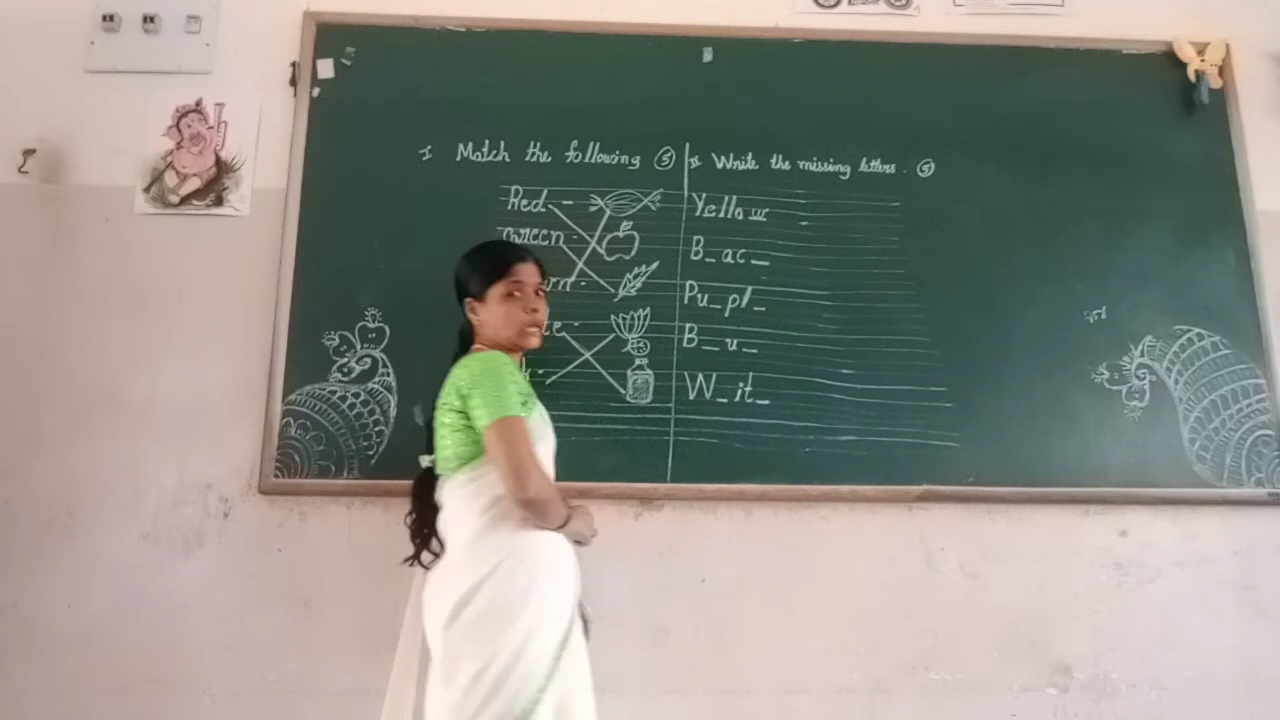 I Match the following (5)
Red -
Green -
II Write the missing letters. (5)
Yellow
B_ac_
Pu_pl_
B_u_
W_it_